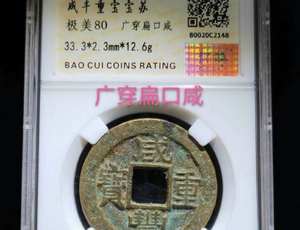 咸丰重宝宝苏
极美80 广穿扁口咸
33.3*2.3mm*12.6g
B0020C2148
BAO CUI COINS RATING
广穿扁口咸
咸
寶 重
豐